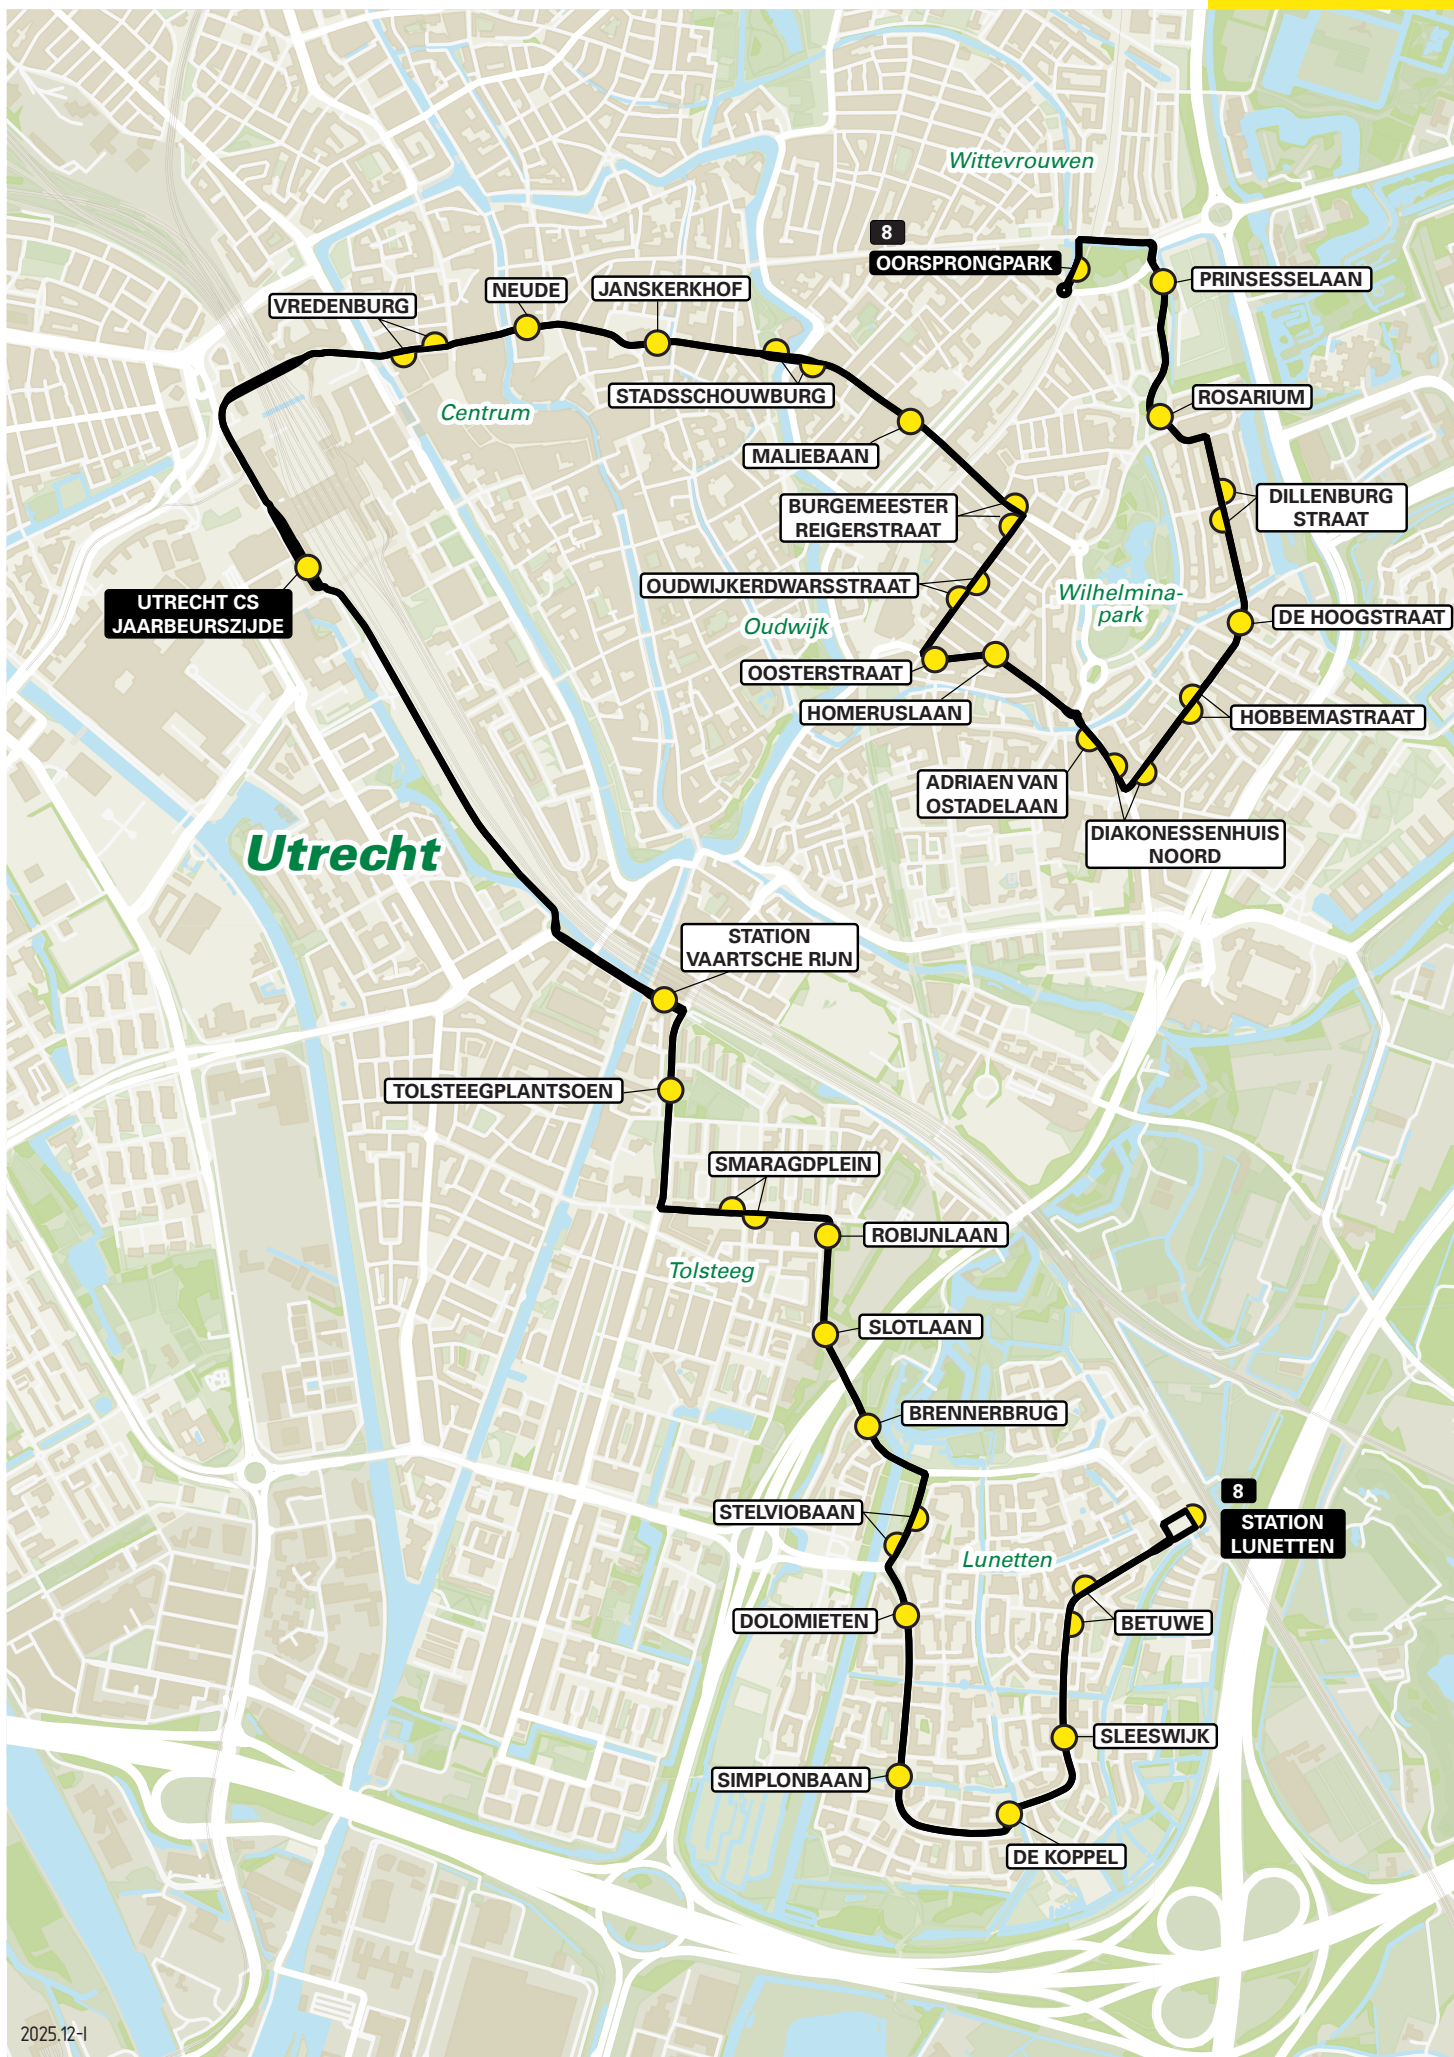 Wittevrouwen
8
OORSPRONGPARK
PRINSESSELAAN
VREDENBURG
NEUDE
JANSKERKHOF
STADSSCHOUWBURG
Centrum
ROSARIUM
MALIEBAAN
BURGEMEESTER
REIGERSTRAAT
DILLENBURG
STRAAT
OUDWIJKERDWARSSTRAAT
Wilhelmina-
park
UTRECHT CS
JAARBEURSZIJDE
Oudwijk
DE HOOGSTRAAT
OOSTERSTRAAT
HOMERUSLAAN
HOBBEMASTRAAT
ADRIAEN VAN
OSTADELAAN
DIAKONESSENHUIS
NOORD
Utrecht
STATION
VAARTSCHE RIJN
TOLSTEEGPLANTSOEN
SMARAGDPLEIN
ROBIJNLAAN
Tolsteeg
SLOTLAAN
BRENNERBRUG
8
STATION
LUNETTEN
STELVIOBAAN
Lunetten
DOLOMIETEN
BETUWE
SLEESWIJK
SIMPLONBAAN
DE KOPPEL
2025.12-I